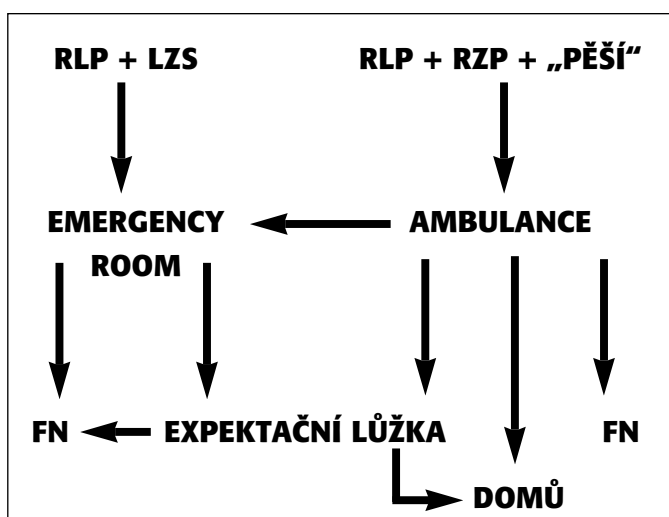 RLP + LZS
RLP + RZP + „PĚŠÍ“
EMERGENCY
ROOM
AMBULANCE
FN
EXPEKTAČNÍ LŮŽKA
FN
DOMŮ